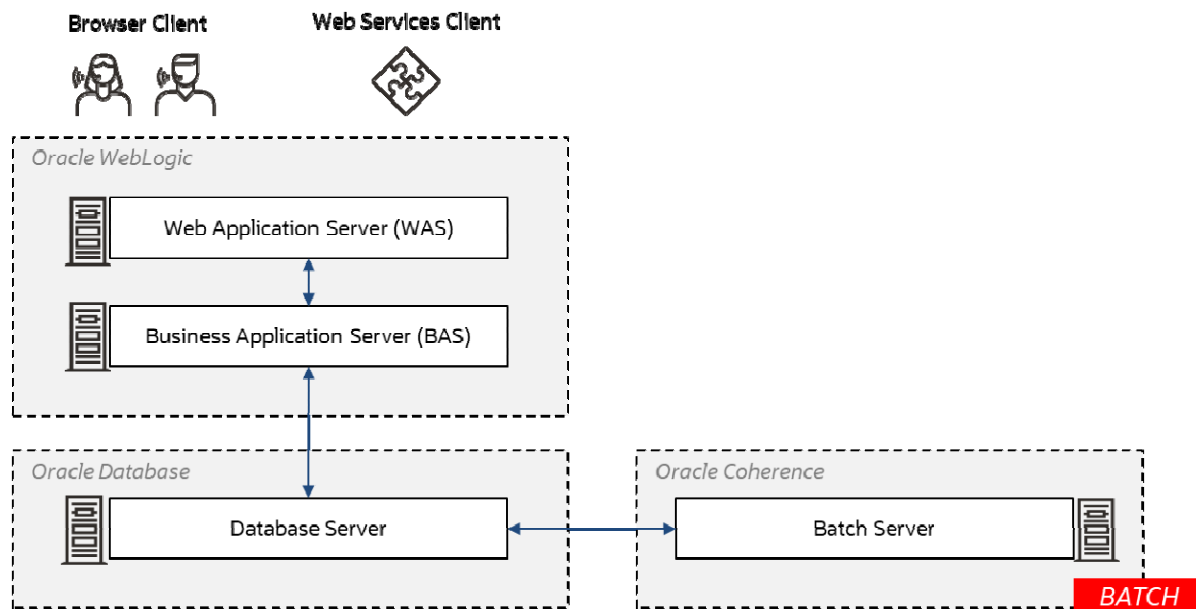 Browser Client
Web Services Client
Oracle WebLogic
Web Application Server (WAS)
Business Application Server (BAS)
Oracle Database
Database Server
Oracle Coherence
Batch Server
BATCH